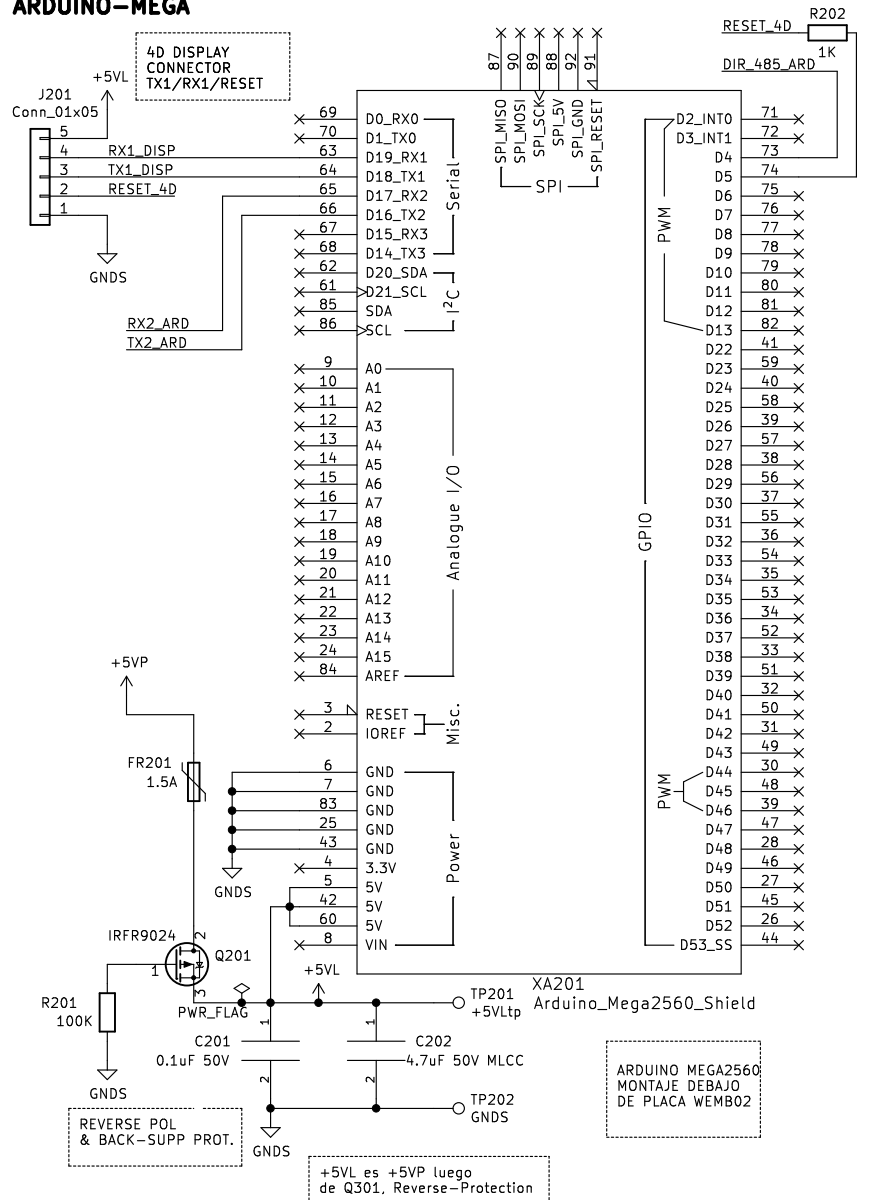 ARDUINO-MEGA
4D DISPLAY
CONNECTOR
TX1/RX1/RESET
RESET_4D
R202
1K
DIR_485_ARD
+5VL
J201
Conn_01x05
5
4 RX1_DISP
3 TX1_DISP
2 RESET_4D
1
GNDS
RX2_ARD
TX2_ARD
87 SPI_MISO
90 SPI_MOSI
89 SPI_SCK
88 SPI_5V
92 SPI_GND
91 SPI_RESET
SPI
69 D0_RX0
70 D1_TX0
63 D19_RX1
64 D18_TX1
65 D17_RX2
66 D16_TX2
67 D15_RX3
68 D14_TX3
Serial
62 D20_SDA
61 D21_SCL
85 SDA
86 SCL
I²C
9 A0
10 A1
11 A2
12 A3
13 A4
14 A5
15 A6
16 A7
17 A8
18 A9
19 A10
20 A11
21 A12
22 A13
23 A14
24 A15
84 AREF
Analogue I/O
3 RESET
2 IOREF
Misc.
6 GND
7 GND
83 GND
25 GND
43 GND
4 3.3V
5 5V
42 5V
60 5V
8 VIN
Power
GNDS
D2_INT0 71
D3_INT1 72
D4 73
D5 74
D6 75
D7 76
D8 77
D9 78
D10 79
D11 80
D12 81
D13 82
PWM
D22 41
D23 59
D24 40
D25 58
D26 39
D27 57
D28 38
D29 56
D30 37
D31 55
D32 36
D33 54
D34 35
D35 53
D36 34
D37 52
D38 33
D39 51
D40 32
D41 50
D42 31
D43 49
D44 30
D45 48
D46 39
D47 47
D48 28
D49 46
D50 27
D51 45
D52 26
D53_SS 44
PWM
GPIO
XA201
Arduino_Mega2560_Shield
+5VP
FR201
1.5A
IRFR9024
2
Q201
1
3
R201
100K
GNDS
PWR_FLAG
+5VL
TP201
+5VLtp
1
C201
0.1uF 50V
2
1
C202
4.7uF 50V MLCC
2
TP202
GNDS
GNDS
REVERSE POL
& BACK-SUPP PROT.
ARDUINO MEGA2560
MONTAJE DEBAJO
DE PLACA WEMB02
+5VL es +5VP luego
de Q301, Reverse-Protection